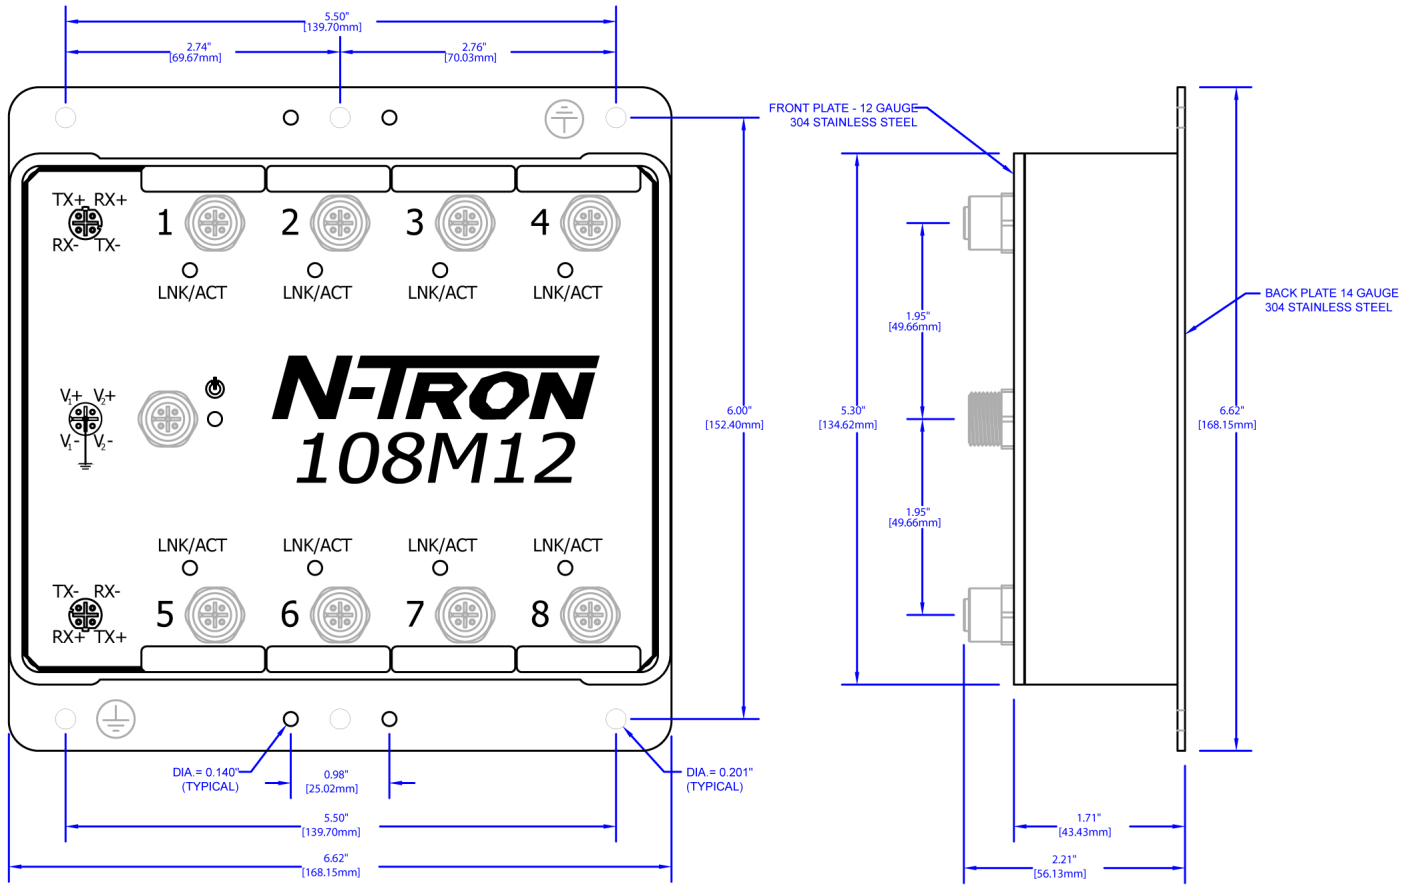 5.50"
[139.70mm]
2.74"
[69.67mm]
2.76"
[70.03mm]
FRONT PLATE - 12 GAUGE
304 STAINLESS STEEL
TX+ RX+
RX- TX-
1
2
3
4
LNK/ACT
LNK/ACT
LNK/ACT
LNK/ACT
1.95"
[49.66mm]
BACK PLATE 14 GAUGE
304 STAINLESS STEEL
V1+ V2+
V1- V2-
N-TRON
108M12
6.00"
[152.40mm]
5.30"
[134.62mm]
6.62"
[168.15mm]
1.95"
[49.66mm]
LNK/ACT
LNK/ACT
LNK/ACT
LNK/ACT
TX- RX-
RX+ TX+
5
6
7
8
DIA.= 0.140"
(TYPICAL)
0.98"
[25.02mm]
DIA.= 0.201"
(TYPICAL)
5.50"
[139.70mm]
1.71"
[43.43mm]
6.62"
[168.15mm]
2.21"
[56.13mm]